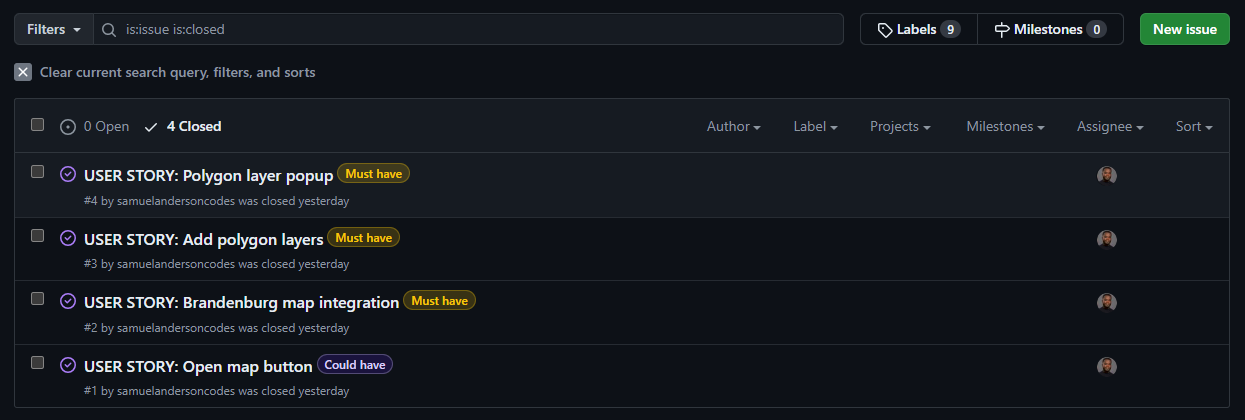 Filters is:issue is:closed Labels 9 Milestones 0 New issue
Clear current search query, filters, and sorts
0 Open 4 Closed Author Label Projects Milestones Assignee Sort
USER STORY: Polygon layer popup Must have
#4 by samuelandersoncodes was closed yesterday
USER STORY: Add polygon layers Must have
#3 by samuelandersoncodes was closed yesterday
USER STORY: Brandenburg map integration Must have
#2 by samuelandersoncodes was closed yesterday
USER STORY: Open map button Could have
#1 by samuelandersoncodes was closed yesterday